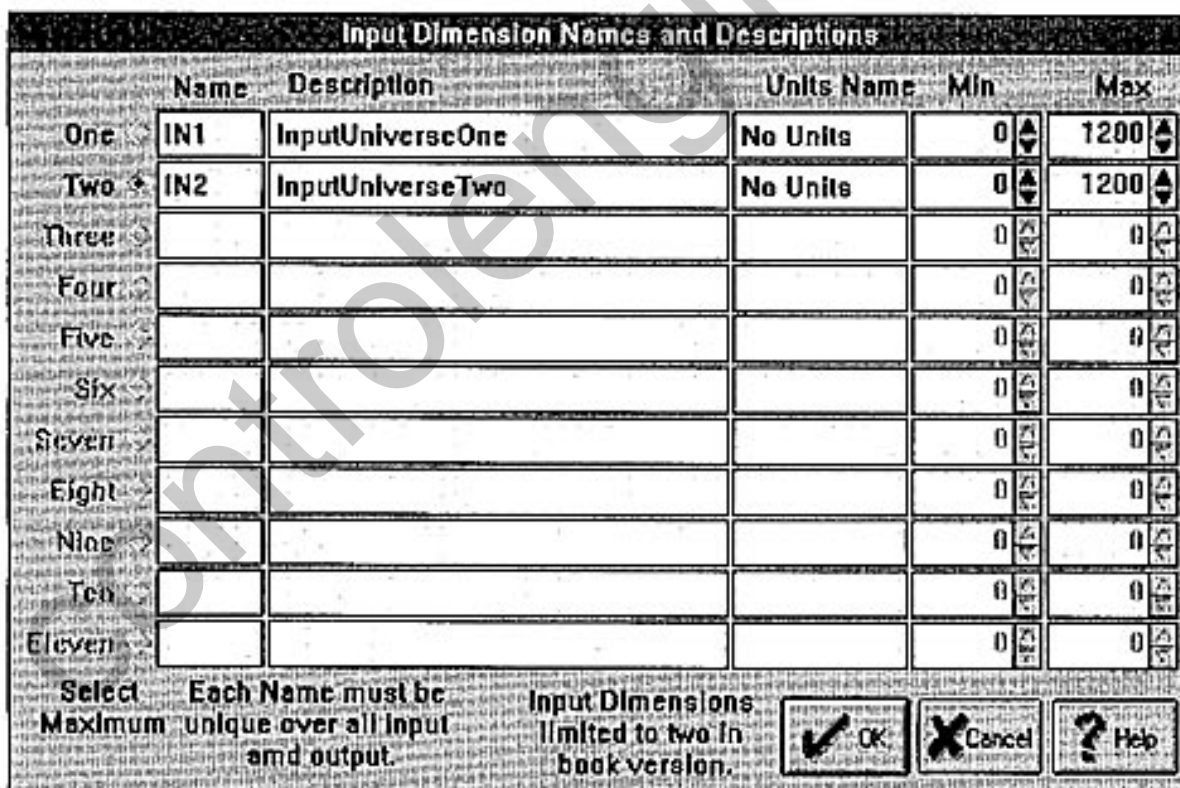 Input Dimension Names and Descriptions
Name Description Units Name Min Max
One IN1 InputUniverseOne No Units 0 1200
Two IN2 InputUniverseTwo No Units 0 1200
Three 0 0
Four 0 0
Five 0 0
Six 0 0
Seven 0 0
Eight 0 0
Nine 0 0
Ten 0 0
Eleven 0 0
Select
Maximum
Each Name must be
unique over all input
amd output.
Input Dimensions
limited to two in
book version.
OK
Cancel
? Help